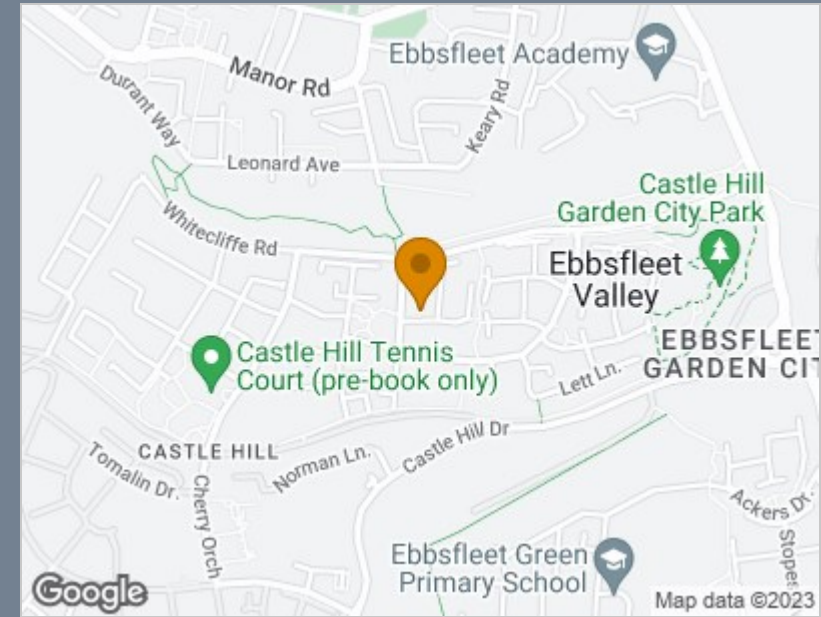 Ebbsfleet Academy
Manor Rd
Durrant Way
Keary Rd
Leonard Ave
Castle Hill
Garden City Park
Whitecliffe Rd
Ebbsfleet
Valley
EBBSFLEET
GARDEN CIT
Castle Hill Tennis
Court (pre-book only)
Lett Ln.
CASTLE HILL
Castle Hill Dr
Norman Ln.
Tomalin Dr.
Cherry Orch
Ackers Dr.
Stopes
Ebbsfleet Green
Primary School
Google
Map data ©2023